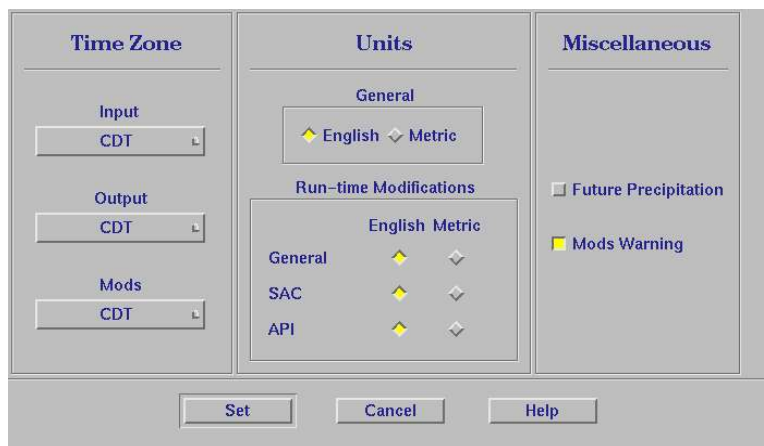 Time Zone
Input
CDT
Output
CDT
Mods
CDT
Units
General
English Metric
Run-time Modifications
English Metric
General
SAC
API
Miscellaneous
Future Precipitation
Mods Warning
Set Cancel Help